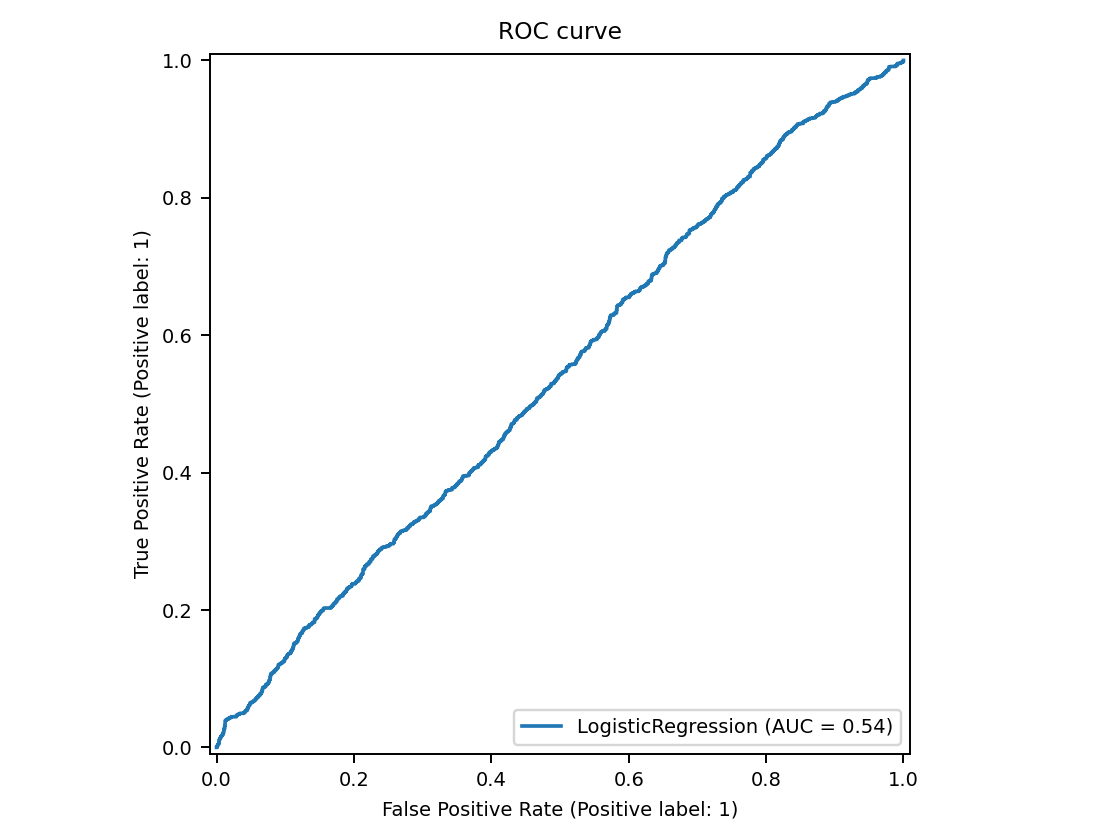 ROC curve
1.0
0.8
0.6
0.4
0.2
0.0
True Positive Rate (Positive label: 1)
LogisticRegression (AUC = 0.54)
0.0 0.2 0.4 0.6 0.8 1.0
False Positive Rate (Positive label: 1)